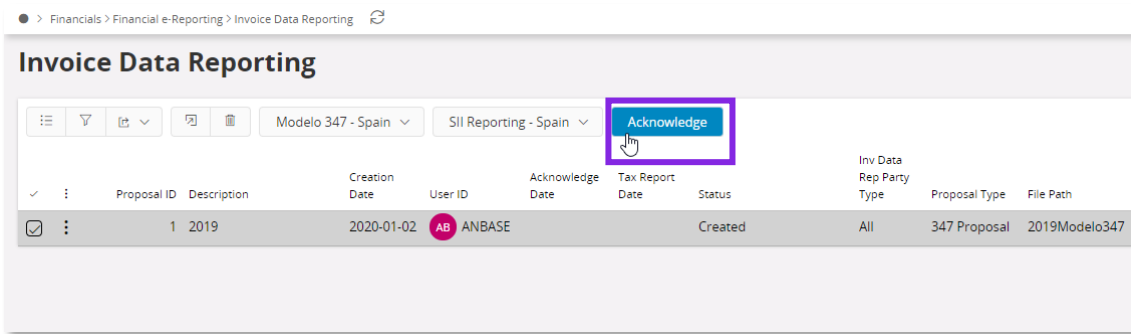 Financials > Financial e-Reporting > Invoice Data Reporting
Invoice Data Reporting
Modelo 347 - Spain
SII Reporting - Spain
Acknowledge
Proposal ID
Description
Creation
Date
User ID
Acknowledge
Date
Tax Report
Date
Status
Inv Data
Rep Party
Type
Proposal Type
File Path
1 2019 2020-01-02 AB ANBASE Created All 347 Proposal 2019Modelo347